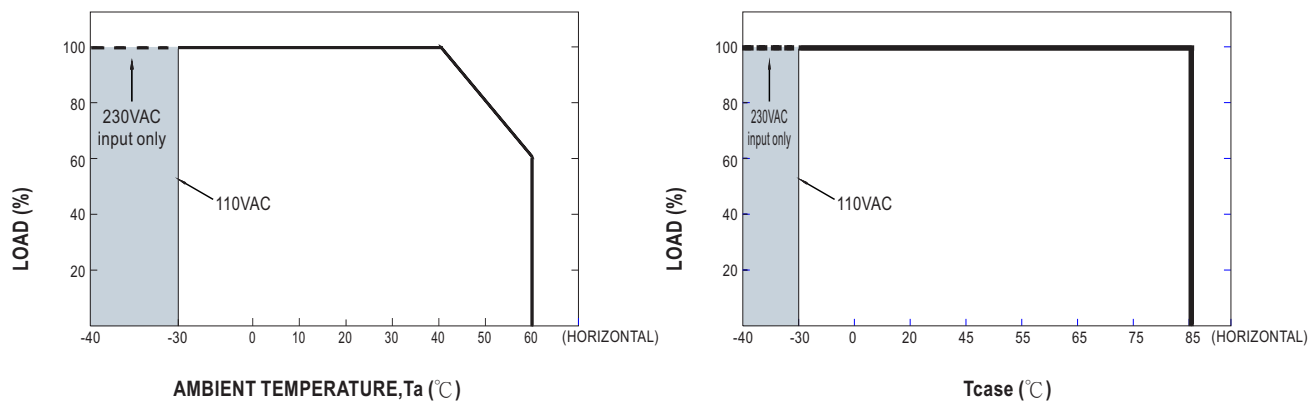 LOAD (%)
100
80
60
40
20
230VAC
input only
110VAC
-40 -30 0 10 20 30 40 50 60 (HORIZONTAL)
AMBIENT TEMPERATURE,Ta (℃)
LOAD (%)
100
80
60
40
20
230VAC
input only
110VAC
-40 -30 0 20 45 55 65 75 85 (HORIZONTAL)
Tcase (℃)